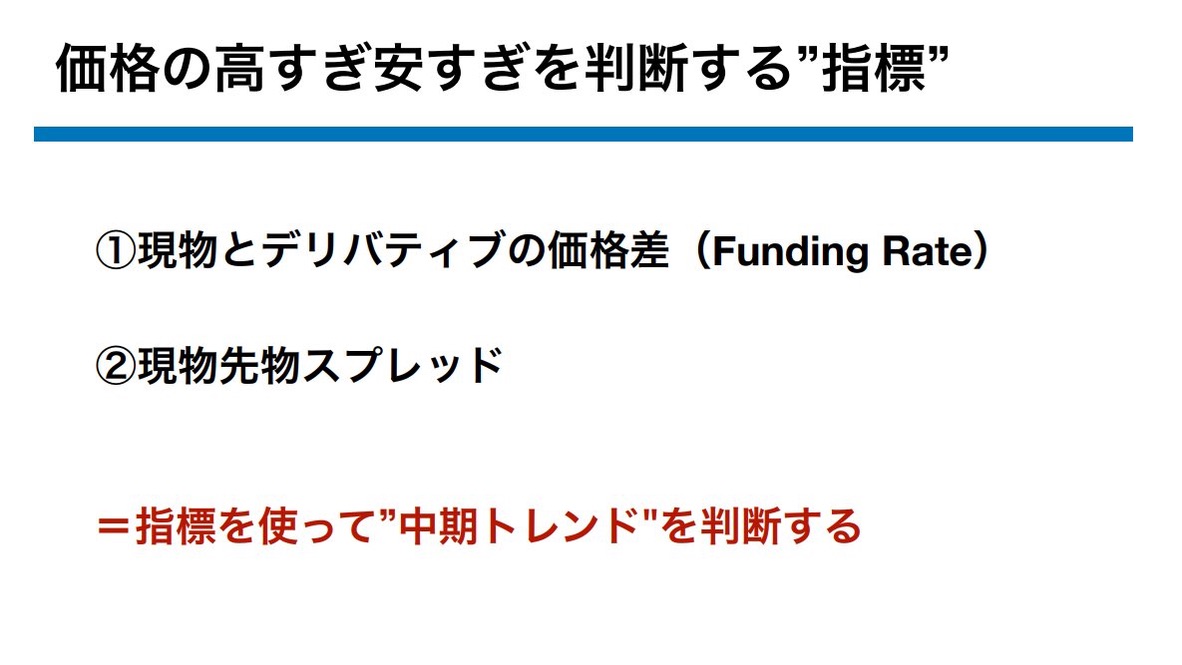 価格の高すぎ安すぎを判断する”指標”
①現物とデリバティブの価格差（Funding Rate）
②現物先物スプレッド
＝指標を使って”中期トレンド"を判断する